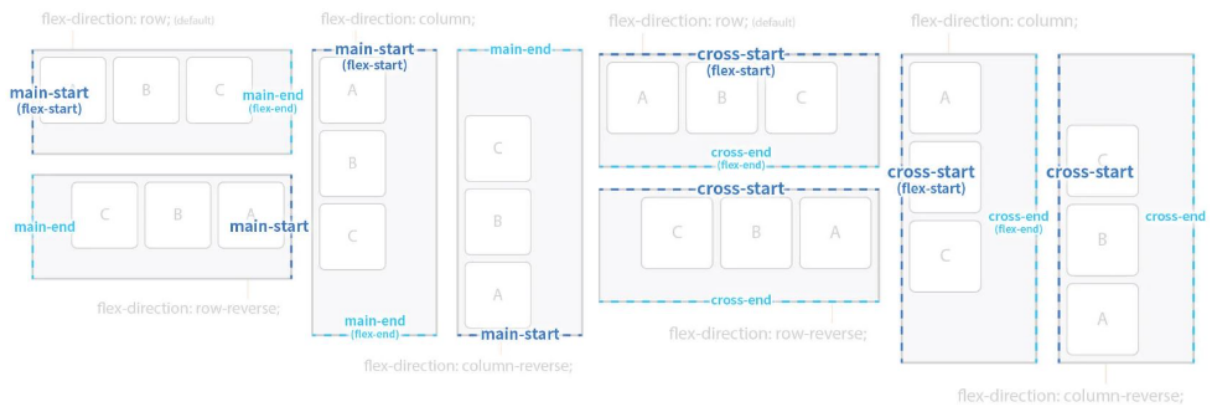 flex-direction: row; (default)
main-start
(flex-start)
A
B
C
main-end
(flex-end)
C
B
A
main-end
main-start
flex-direction: row-reverse;
flex-direction: column;
main-start
(flex-start)
A
B
C
main-end
(flex-end)
main-end
C
B
A
main-start
flex-direction: column-reverse;
flex-direction: row; (default)
cross-start
(flex-start)
A
B
C
cross-end
(flex-end)
cross-start
C
B
A
cross-end
flex-direction: row-reverse;
flex-direction: column;
A
cross-start
(flex-start)
C
cross-end
(flex-end)
C
cross-start
B
A
cross-end
flex-direction: column-reverse;